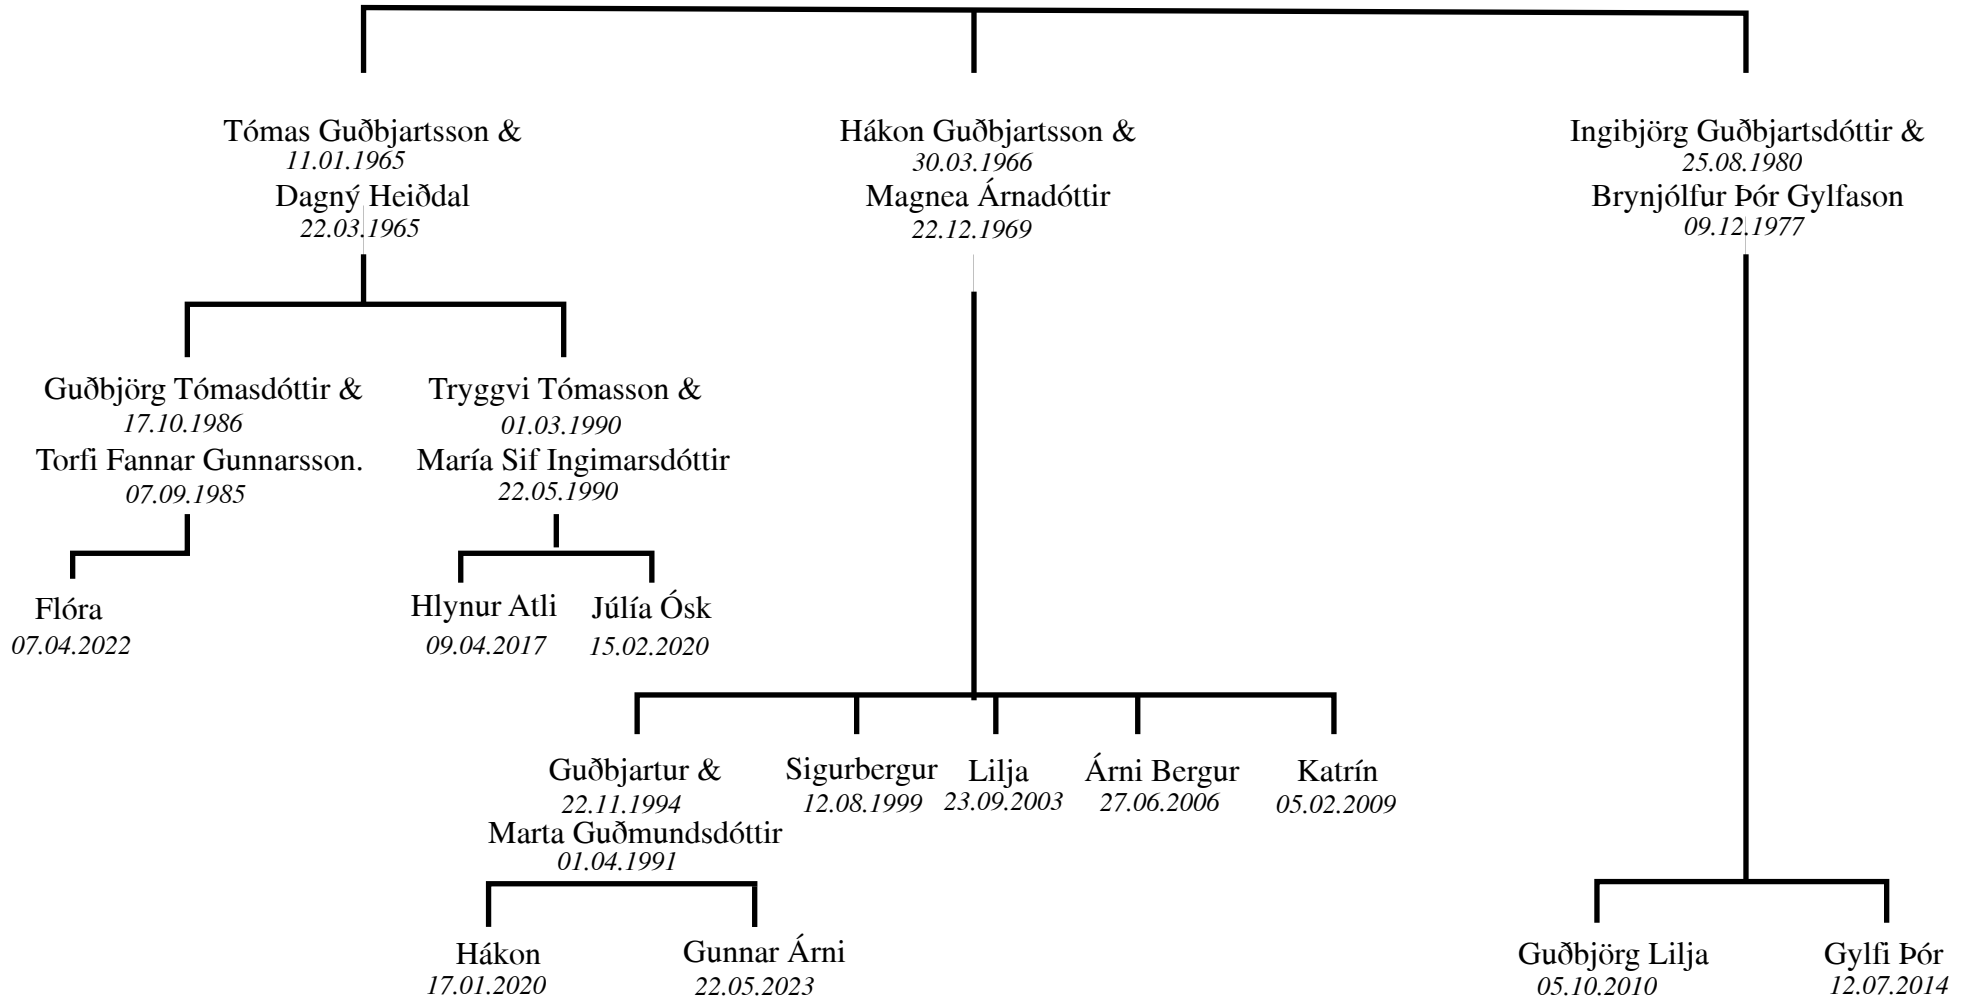 Tómas Guðbjartsson &
11.01.1965
Dagný Heiðdal
22.03.1965
Hákon Guðbjartsson &
30.03.1966
Magnea Árnadóttir
22.12.1969
Ingibjörg Guðbjartsdóttir &
25.08.1980
Brynjólfur Þór Gylfason
09.12.1977
Guðbjörg Tómasdóttir &
17.10.1986
Torfi Fannar Gunnarsson.
07.09.1985
Tryggvi Tómasson &
01.03.1990
María Sif Ingimarsdóttir
22.05.1990
Flóra
07.04.2022
Hlynur Atli
09.04.2017
Júlía Ósk
15.02.2020
Guðbjartur &
22.11.1994
Marta Guðmundsdóttir
01.04.1991
Sigurbergur
12.08.1999
Lilja
23.09.2003
Árni Bergur
27.06.2006
Katrín
05.02.2009
Hákon
17.01.2020
Gunnar Árni
22.05.2023
Guðbjörg Lilja
05.10.2010
Gylfi Þór
12.07.2014